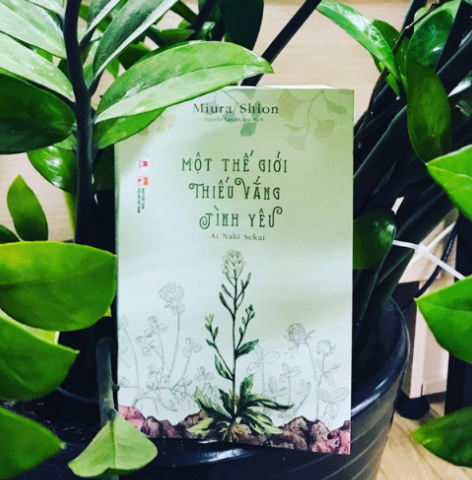 Miura Shion
MỘT THẾ GIỚI
THIẾU VẮNG
TÌNH YÊU
Ai Naki Sekai